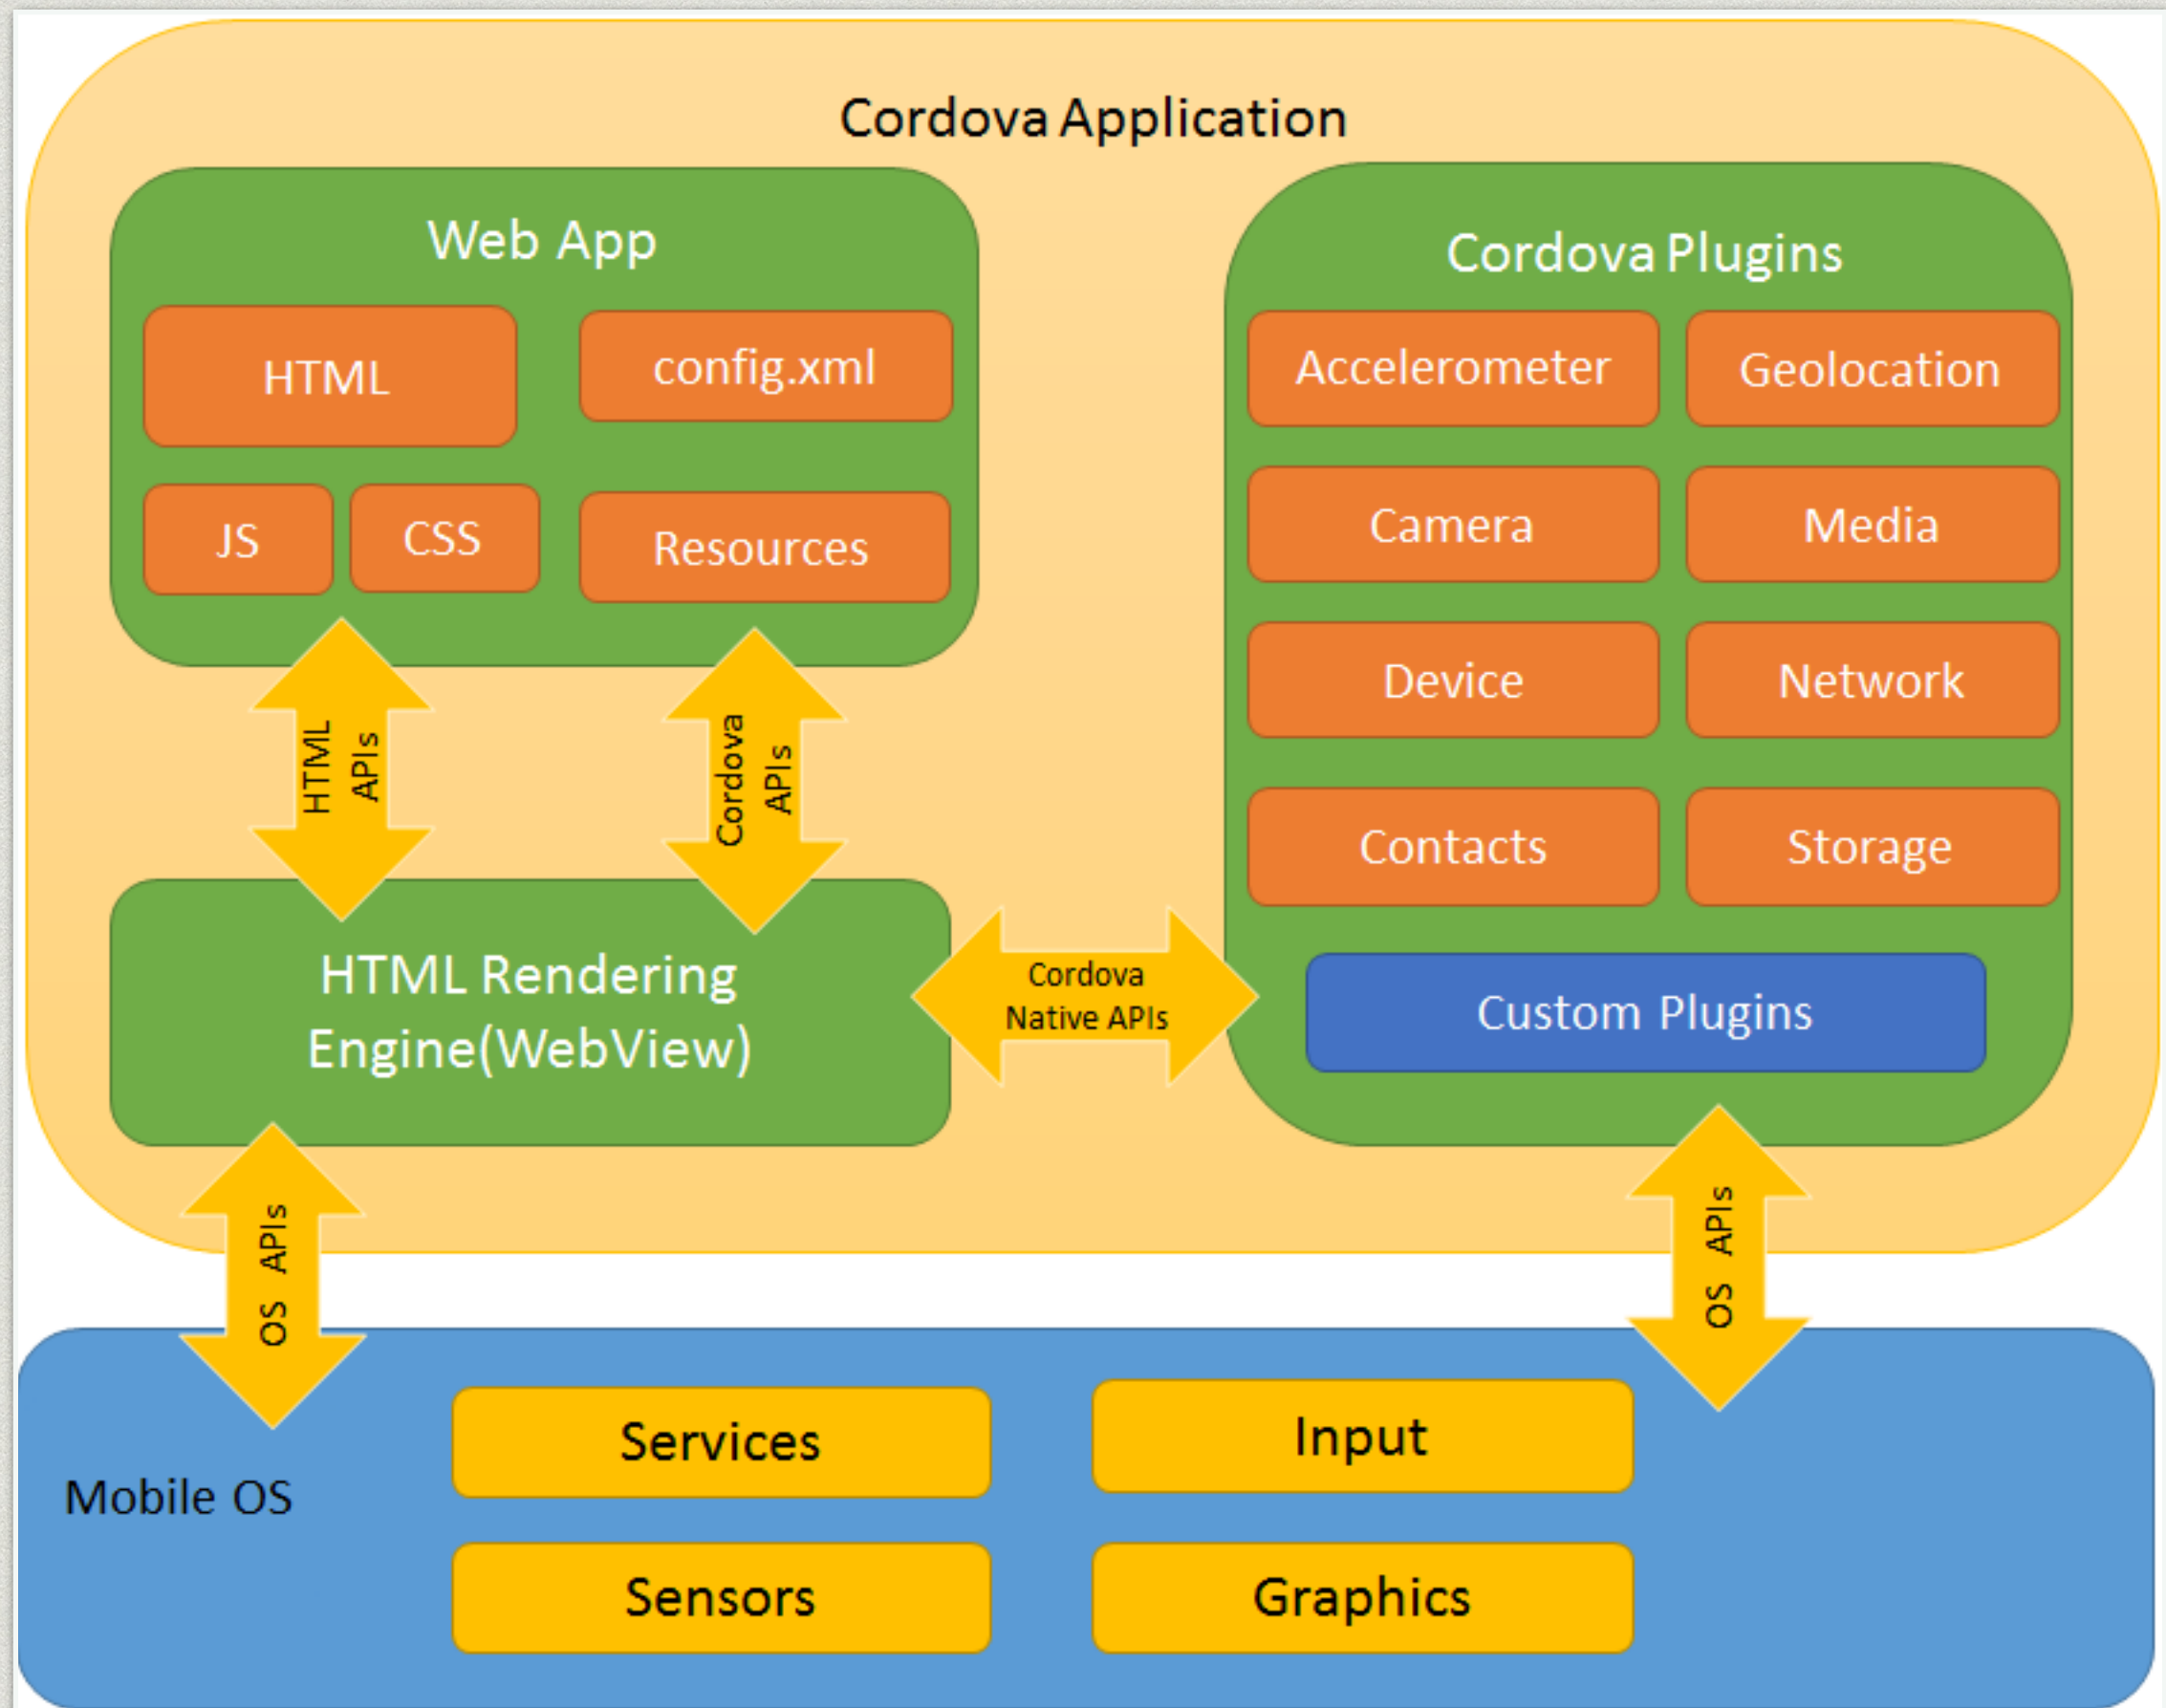 Cordova Application
Web App
HTML
config.xml
JS
CSS
Resources
HTML
APIs
Cordova
APIs
HTML Rendering
Engine(WebView)
Cordova
Native APIs
Cordova Plugins
Accelerometer
Geolocation
Camera
Media
Device
Network
Contacts
Storage
Custom Plugins
OS APIs
OS APIs
Mobile OS
Services
Input
Sensors
Graphics